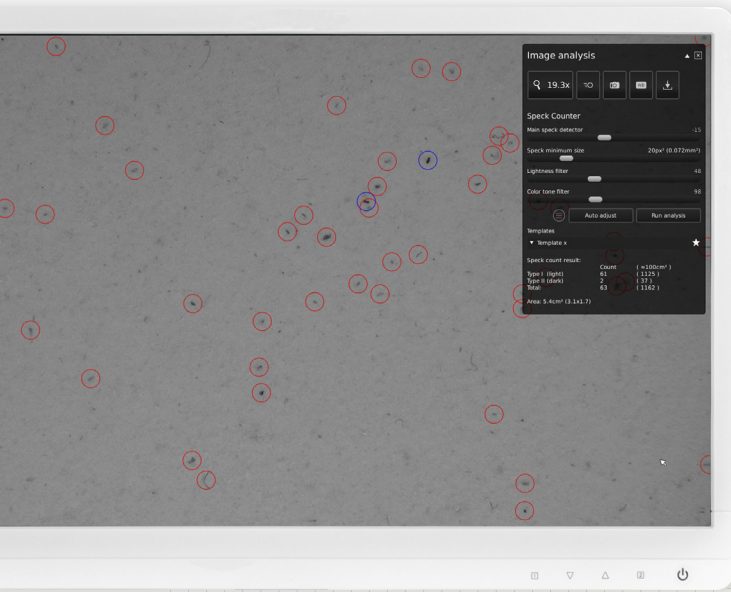 Image analysis
19.3x
Speck Counter
Main speck detector -15
Speck minimum size 20px² (0.072mm²)
Lightness filter 48
Color tone filter 98
Auto adjust Run analysis
Templates
Template x
Speck count result:
Count (≈100cm²)
Type I (light) 61 (1125)
Type II (dark) 2 (37)
Total: 63 (1162)
Area: 5.4cm² (3.1x1.7)